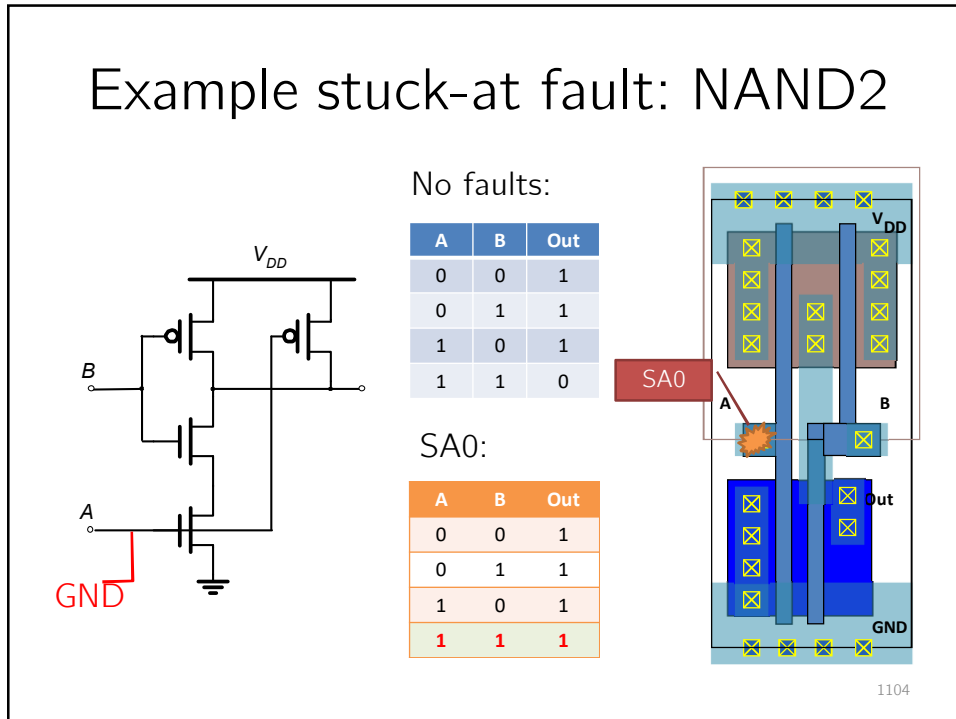 Example stuck-at fault: NAND2
V_DD
B
A
GND
No faults:
A B Out
0 0 1
0 1 1
1 0 1
1 1 0
SA0:
A B Out
0 0 1
0 1 1
1 0 1
1 1 1
V_DD
SA0
A
B
Out
GND
1104